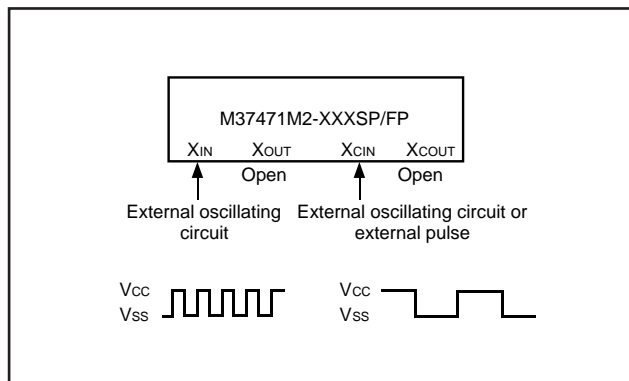 M37471M2-XXXSP/FP
XIN XOUT XCIN XCOUT
Open Open
External oscillating circuit
External oscillating circuit or external pulse
VCC VCC
VSS VSS